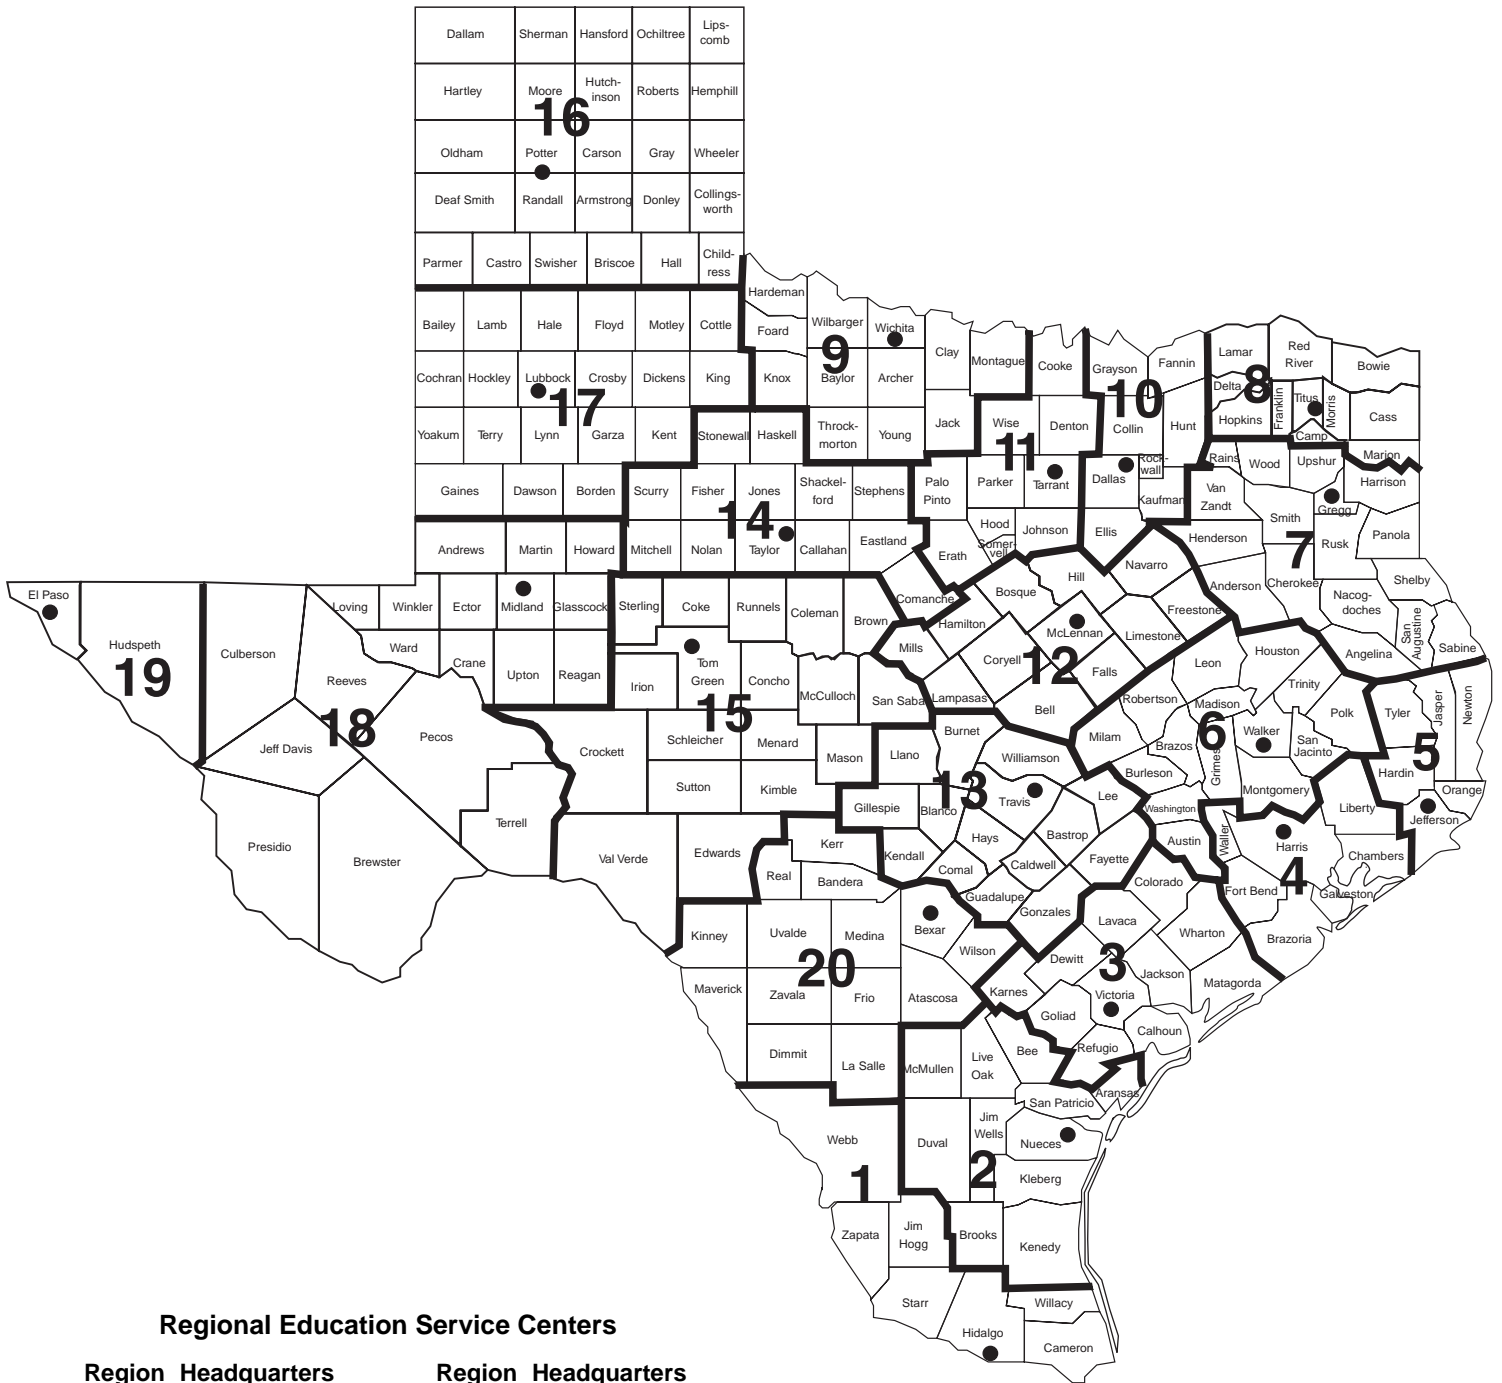 Dallam
Sherman
Hansford
Ochiltree
Lips-
comb
Hartley
Moore
Hutch-
inson
Roberts
Hemphill
16
Oldham
Potter
Carson
Gray
Wheeler
Deaf Smith
Randall
Armstrong
Donley
Collings-
worth
Parmer
Castro
Swisher
Briscoe
Hall
Child-
ress
Bailey
Lamb
Hale
Floyd
Motley
Cottle
Cochran
Hockley
Lubbock
Crosby
Dickens
King
17
Yoakum
Terry
Lynn
Garza
Kent
Gaines
Dawson
Borden
Hardeman
Foard
Wilbarger
Wichita
9
Knox
Baylor
Archer
Clay
Montague
Throck-
morton
Young
Jack
Cooke
Wise
Denton
11
Palo
Pinto
Parker
Tarrant
Hood
Johnson
Somer-
vell
Erath
Grayson
Fannin
10
Collin
Hunt
Rock-
wall
Dallas
Kaufman
Ellis
Navarro
Lamar
Red
River
Bowie
8
Delta
Hopkins
Franklin
Titus
Morris
Camp
Cass
Marion
Rains
Wood
Upshur
Harrison
Van
Zandt
Smith
Gregg
Panola
Henderson
7
Rusk
Anderson
Cherokee
Nacog-
doches
Shelby
San
Augustine
Sabine
Angelina
Stonewall
Haskell
Scurry
Fisher
Jones
Shackel-
ford
Stephens
14
Mitchell
Nolan
Taylor
Callahan
Eastland
Comanche
Andrews
Martin
Howard
El Paso
Hudspeth
19
Culberson
Loving
Winkler
Ector
Midland
Glasscock
Ward
Crane
Upton
Reagan
Reeves
18
Jeff Davis
Pecos
Presidio
Brewster
Terrell
Sterling
Coke
Runnels
Coleman
Brown
Irion
Tom
Green
Concho
McCulloch
San Saba
15
Crockett
Schleicher
Menard
Mason
Sutton
Kimble
Val Verde
Edwards
Mills
Hamilton
Bosque
Hill
McLennan
Limestone
Freestone
Coryell
12
Falls
Lampasas
Bell
Leon
Houston
Trinity
Polk
Robertson
Madison
6
Walker
San
Jacinto
Milam
Brazos
Grimes
Burleson
Washington
Montgomery
Tyler
Jasper
Newton
5
Hardin
Orange
Jefferson
Liberty
Chambers
Waller
Harris
4
Fort Bend
Galveston
Brazoria
Llano
Burnet
Williamson
13
Travis
Gillespie
Blanco
Lee
Bastrop
Hays
Kendall
Comal
Caldwell
Fayette
Guadalupe
Gonzales
Austin
Colorado
Lavaca
Wharton
Dewitt
3
Jackson
Matagorda
Karnes
Victoria
Goliad
Calhoun
Refugio
Kerr
Real
Bandera
Kinney
Uvalde
Medina
Bexar
Wilson
20
Maverick
Zavala
Frio
Atascosa
Dimmit
La Salle
McMullen
Live
Oak
Bee
Aransas
San Patricio
Duval
Jim
Wells
Nueces
2
Kleberg
Brooks
Kenedy
Webb
1
Zapata
Jim
Hogg
Starr
Hidalgo
Willacy
Cameron
Regional Education Service Centers
Region Headquarters Region Headquarters